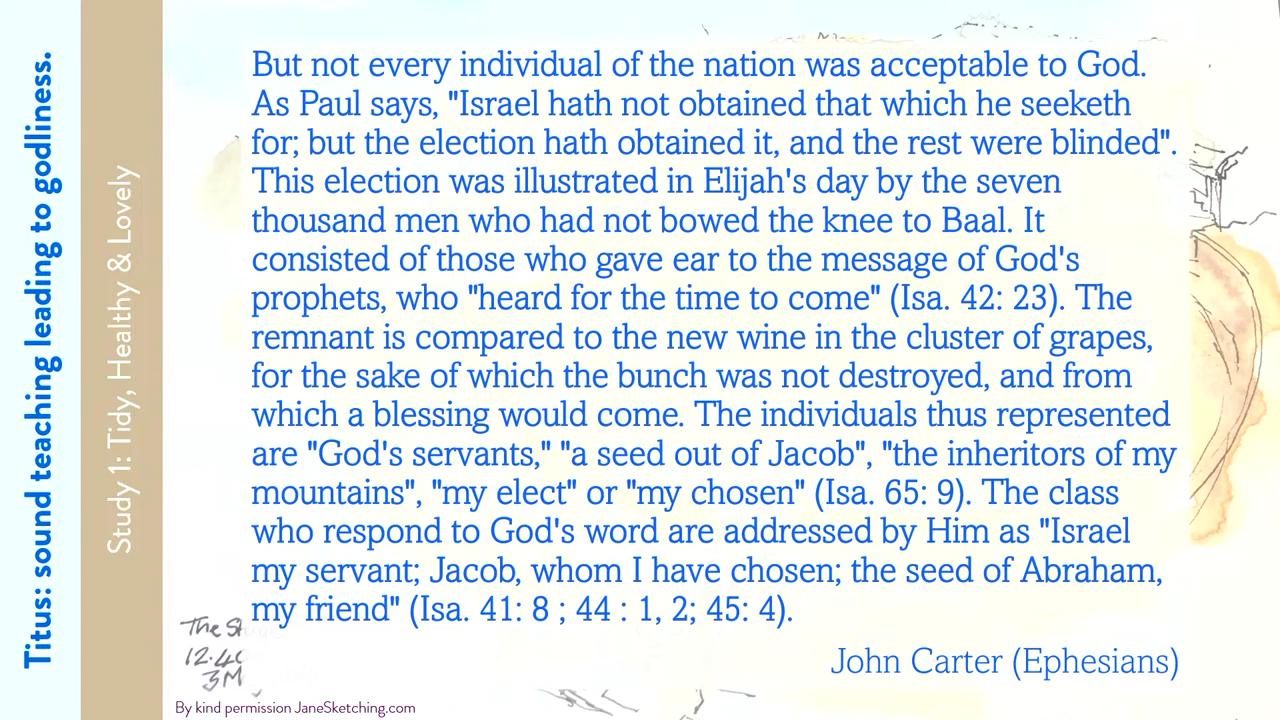 Titus: sound teaching leading to godliness.
Study 1: Tidy, Healthy & Lovely
But not every individual of the nation was acceptable to God.
As Paul says, "Israel hath not obtained that which he seeketh
for; but the election hath obtained it, and the rest were blinded".
This election was illustrated in Elijah's day by the seven
thousand men who had not bowed the knee to Baal. It
consisted of those who gave ear to the message of God's
prophets, who "heard for the time to come" (Isa. 42: 23). The
remnant is compared to the new wine in the cluster of grapes,
for the sake of which the bunch was not destroyed, and from
which a blessing would come. The individuals thus represented
are "God's servants," "a seed out of Jacob", "the inheritors of my
mountains", "my elect" or "my chosen" (Isa. 65: 9). The class
who respond to God's word are addressed by Him as "Israel
my servant; Jacob, whom I have chosen; the seed of Abraham,
my friend" (Isa. 41: 8 ; 44 : 1, 2; 45: 4).
John Carter (Ephesians)
The
3M
By kind permission JaneSketching.com